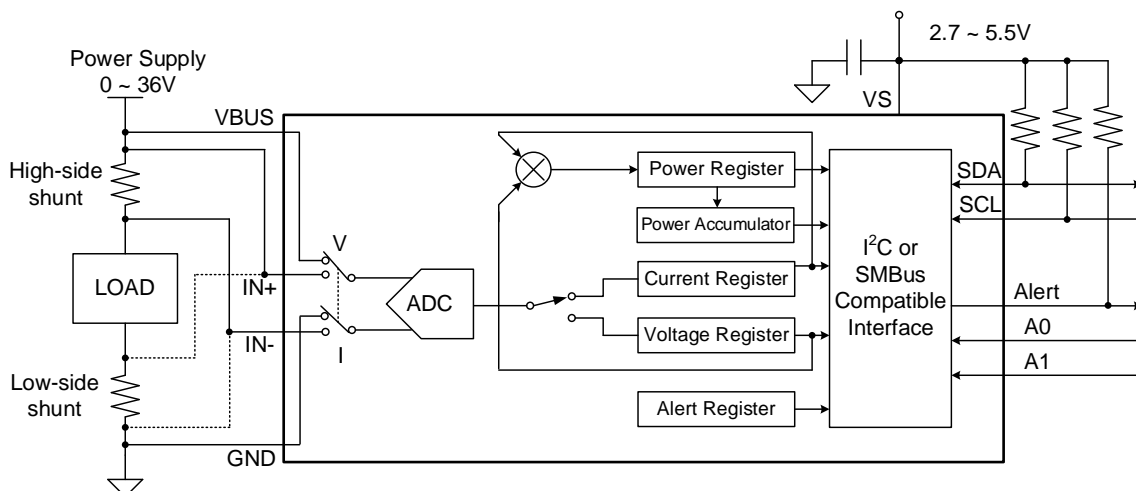 Power Supply
0 ~ 36V
2.7 ~ 5.5V
VS
VBUS
High-side
shunt
LOAD
IN+
IN-
Low-side
shunt
GND
V
I
ADC
Power Register
Power Accumulator
Current Register
Voltage Register
Alert Register
I²C or
SMBus
Compatible
Interface
SDA
SCL
Alert
A0
A1